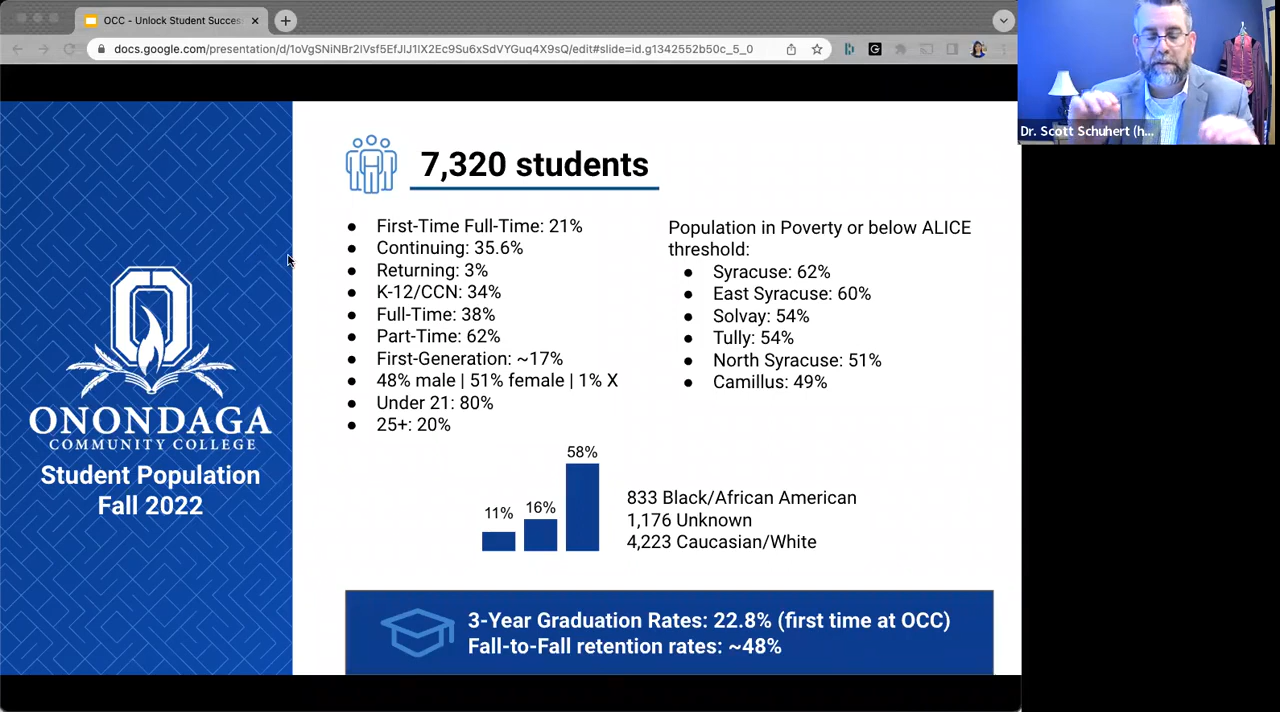 OCC - Unlock Student Succes
docs.google.com/presentation/d/1oVgSNiNBr2lVsf5EfJlJ1lX2Ec9Su6xSdVYGuq4X9sQ/edit#slide=id.g1342552b50c_5_0
Dr. Scott Schuhert (h...
7,320 students
First-Time Full-Time: 21%
Continuing: 35.6%
Returning: 3%
K-12/CCN: 34%
Full-Time: 38%
Part-Time: 62%
First-Generation: ~17%
48% male | 51% female | 1% X
Under 21: 80%
25+: 20%
Population in Poverty or below ALICE
threshold:
Syracuse: 62%
East Syracuse: 60%
Solvay: 54%
Tully: 54%
North Syracuse: 51%
Camillus: 49%
ONONDAGA
COMMUNITY COLLEGE
Student Population
Fall 2022
11%
16%
58%
833 Black/African American
1,176 Unknown
4,223 Caucasian/White
3-Year Graduation Rates: 22.8% (first time at OCC)
Fall-to-Fall retention rates: ~48%